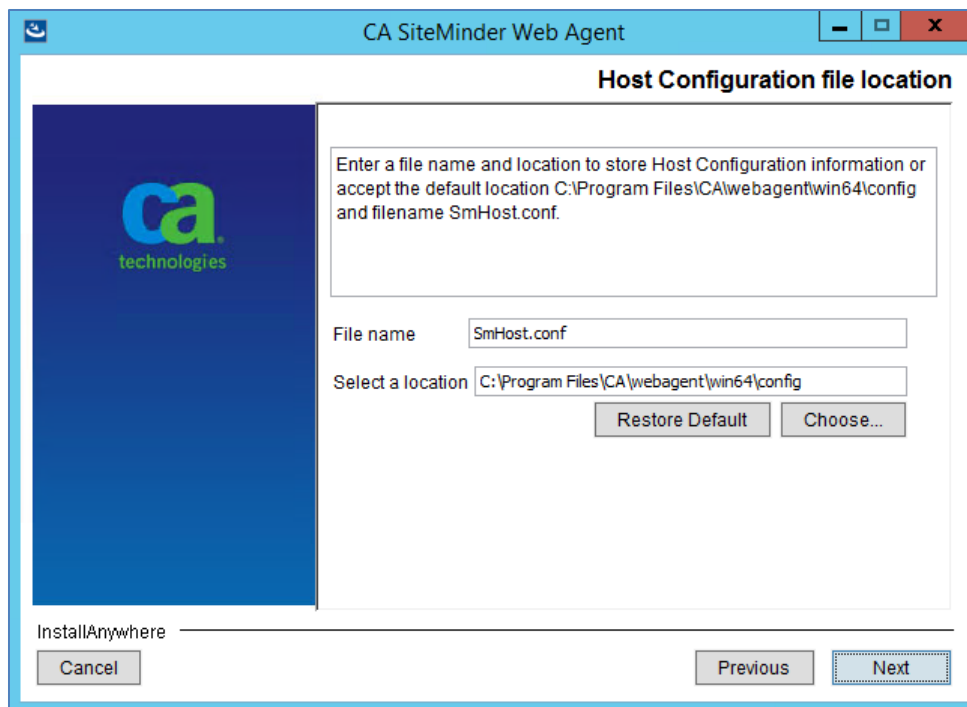 CA SiteMinder Web Agent
Host Configuration file location
ca
technologies
Enter a file name and location to store Host Configuration information or
accept the default location C:\Program Files\CA\webagent\win64\config
and filename SmHost.conf.
File name SmHost.conf
Select a location C:\Program Files\CA\webagent\win64\config
Restore Default Choose...
InstallAnywhere
Cancel Previous Next